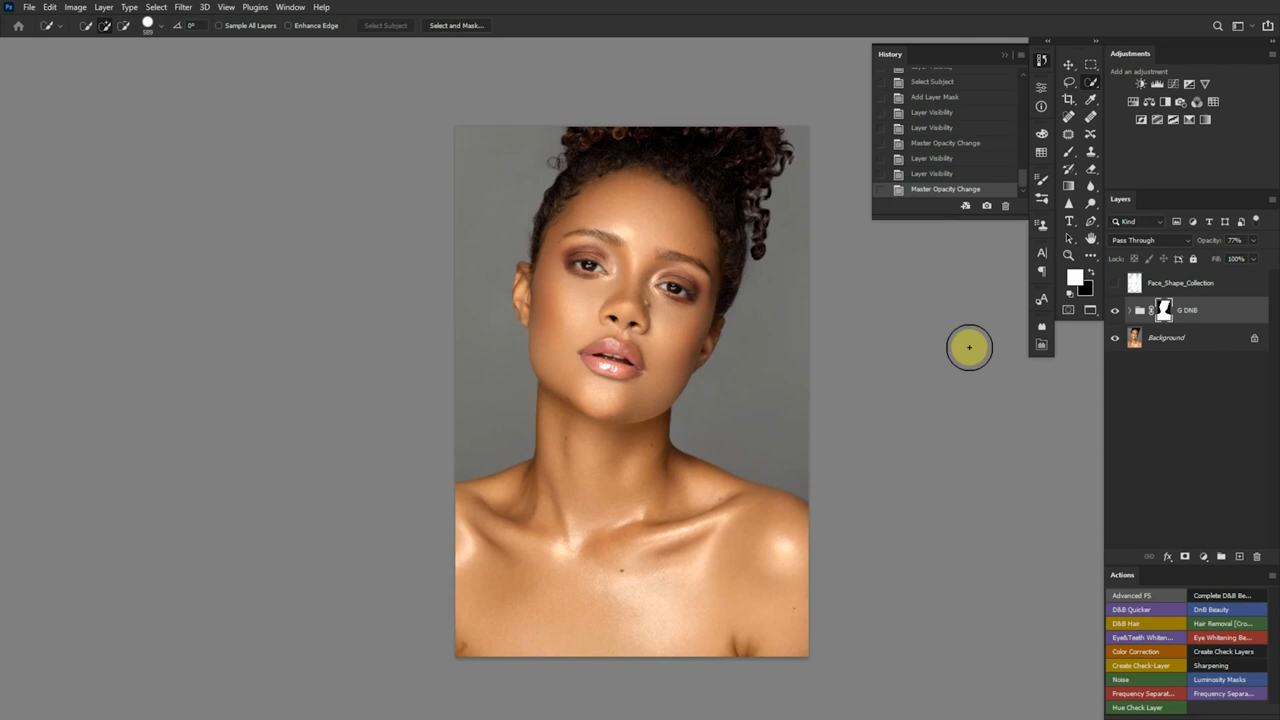 Ps File Edit Image Layer Type Select Filter 3D View Plugins Window Help
589 0° Sample All Layers Enhance Edge Select Subject Select and Mask...
History
Select Subject
Add Layer Mask
Layer Visibility
Layer Visibility
Master Opacity Change
Layer Visibility
Layer Visibility
Master Opacity Change
Adjustments
Add an adjustment
Layers
Kind
Pass Through Opacity: 77%
Lock: Fill: 100%
Face_Shape_Collection
G DNB
Background
Actions
Advanced FS Complete D&B Be...
D&B Quicker DnB Beauty
D&B Hair Hair Removal [Cro...
Eye&Teeth Whiten... Eye Whitening Be...
Color Correction Create Check Layers
Create Check-Layer Sharpening
Noise Luminosity Masks
Frequency Separat... Frequency Separa...
Hue Check Layer